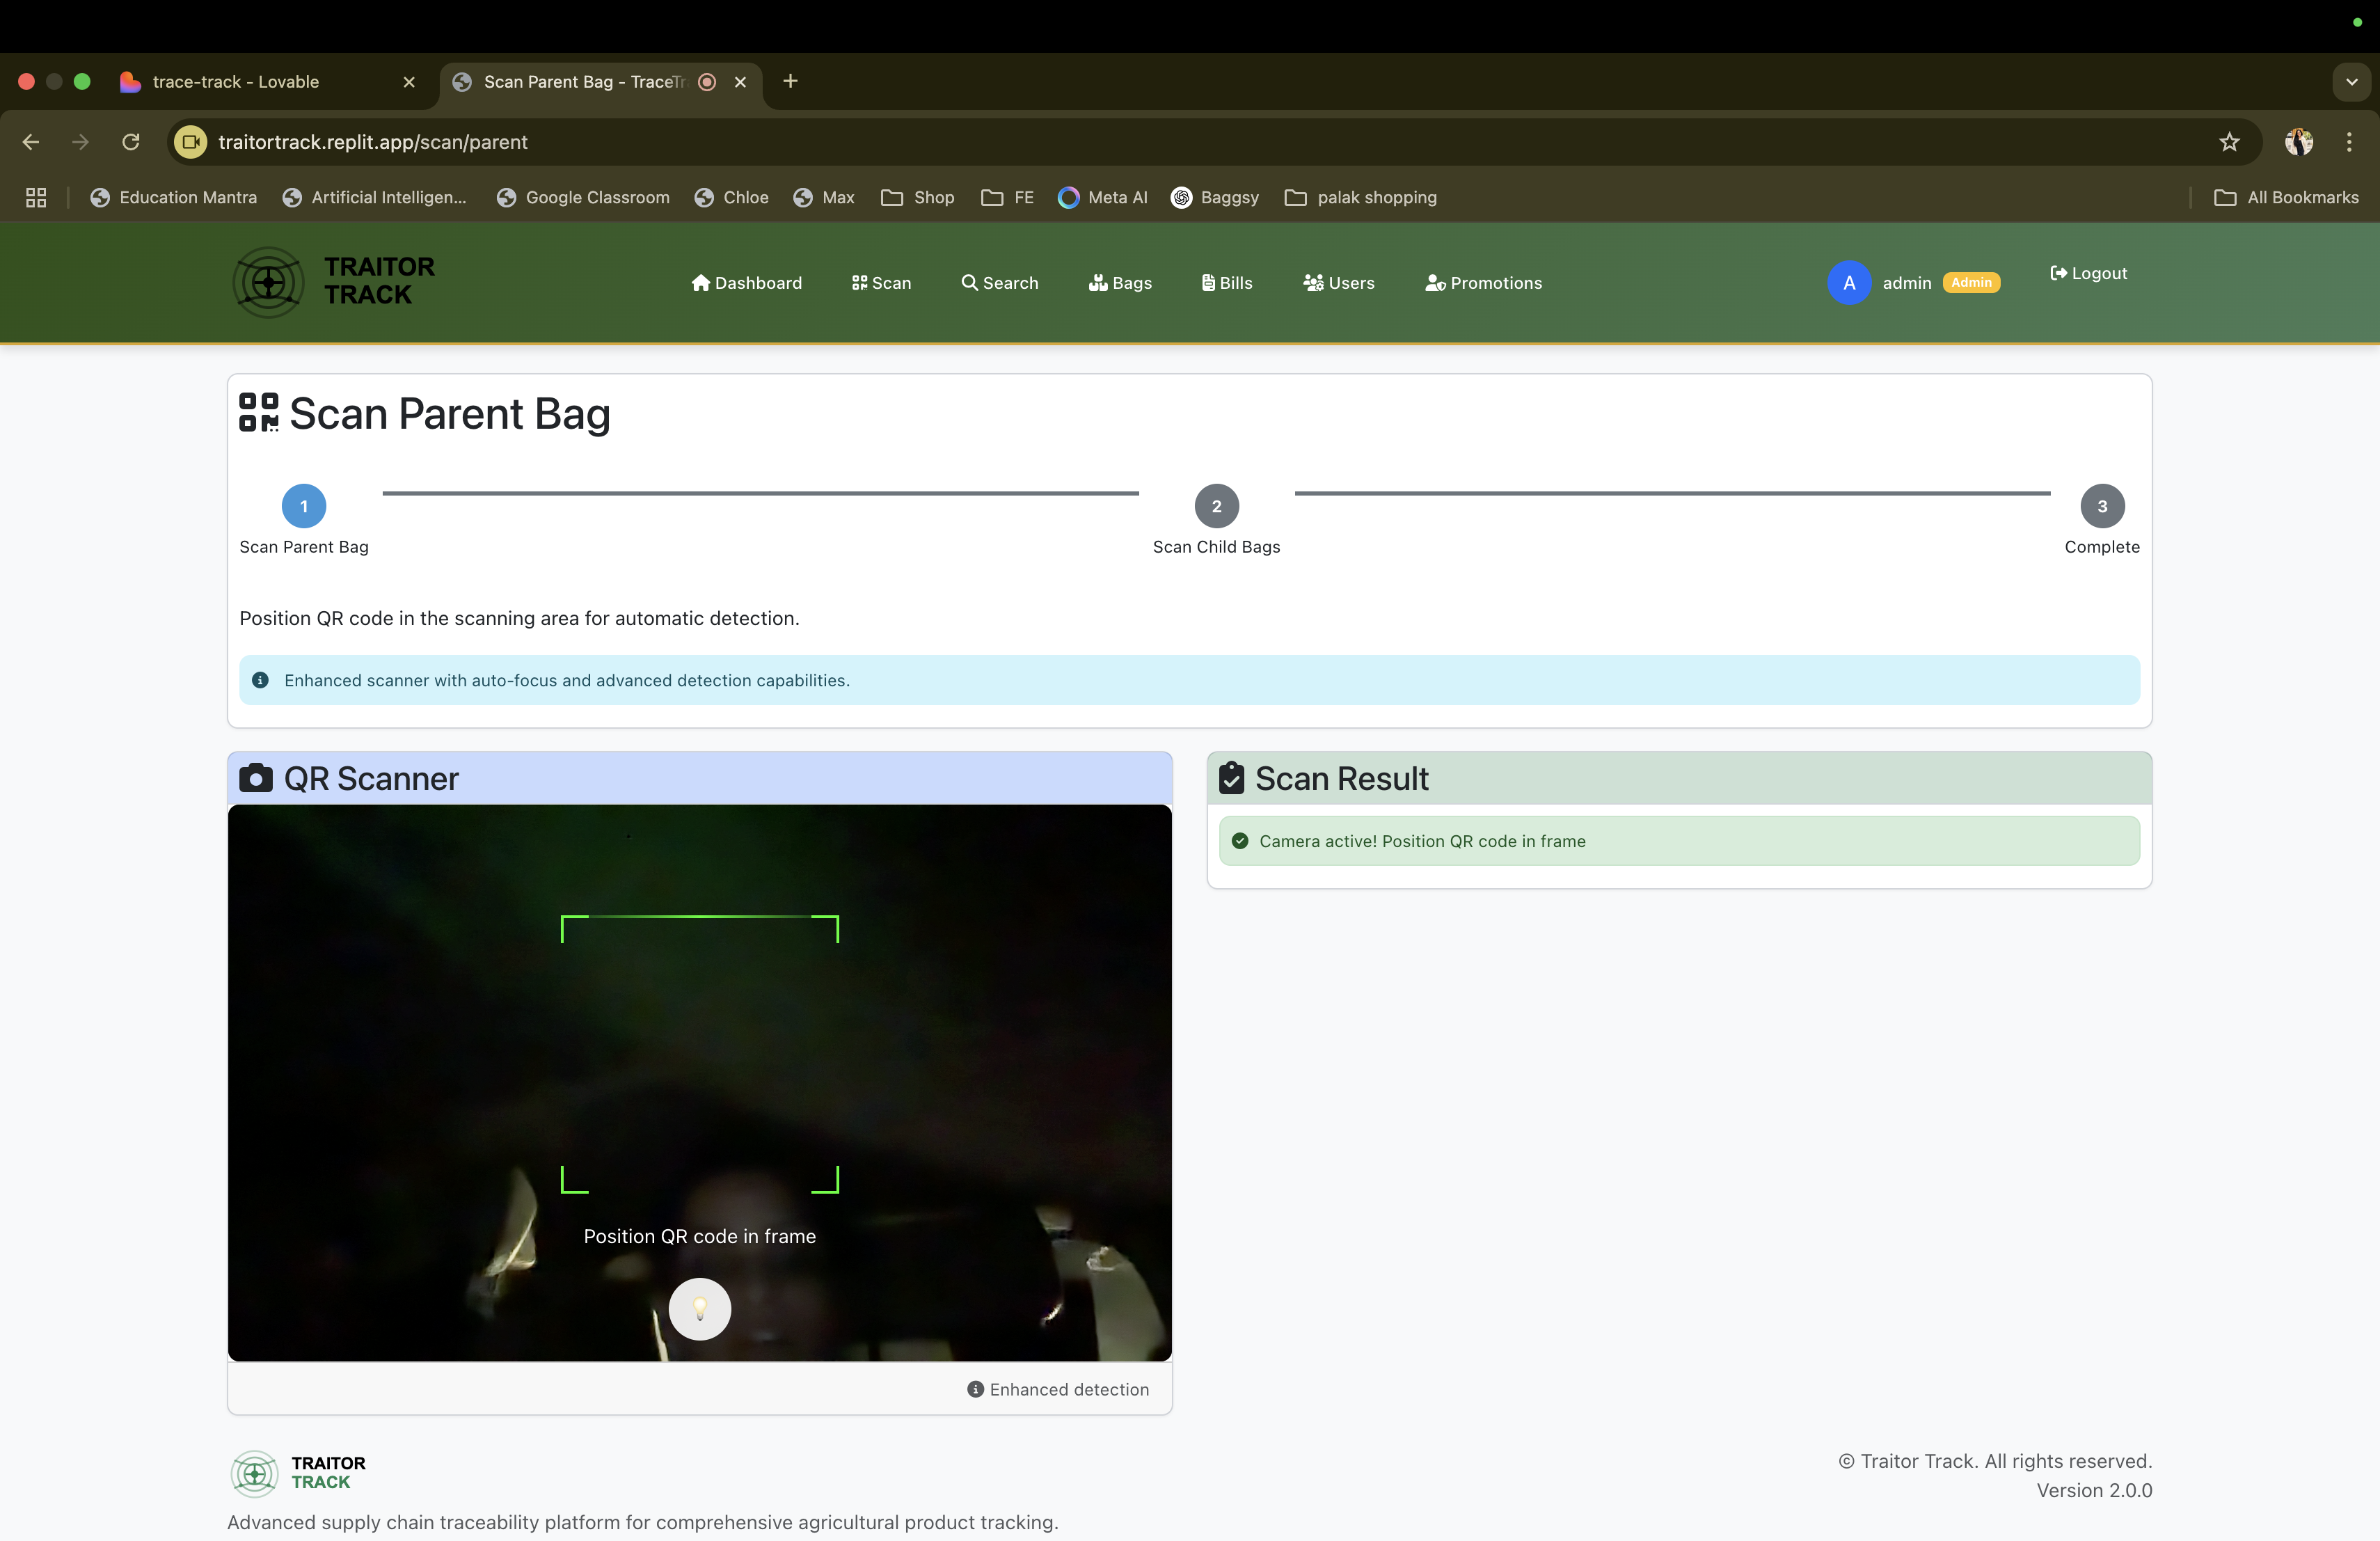 trace-track - Lovable
Scan Parent Bag - TraceTr
traitortrack.replit.app/scan/parent
Education Mantra Artificial Intelligen... Google Classroom Chloe Max Shop FE Meta AI Baggsy palak shopping All Bookmarks
TRAITOR
TRACK
Dashboard Scan Search Bags Bills Users Promotions A admin Admin Logout
Scan Parent Bag
1 2 3
Scan Parent Bag Scan Child Bags Complete
Position QR code in the scanning area for automatic detection.
Enhanced scanner with auto-focus and advanced detection capabilities.
QR Scanner
Position QR code in frame
Enhanced detection
Scan Result
Camera active! Position QR code in frame
TRAITOR
TRACK
Advanced supply chain traceability platform for comprehensive agricultural product tracking.
© Traitor Track. All rights reserved.
Version 2.0.0